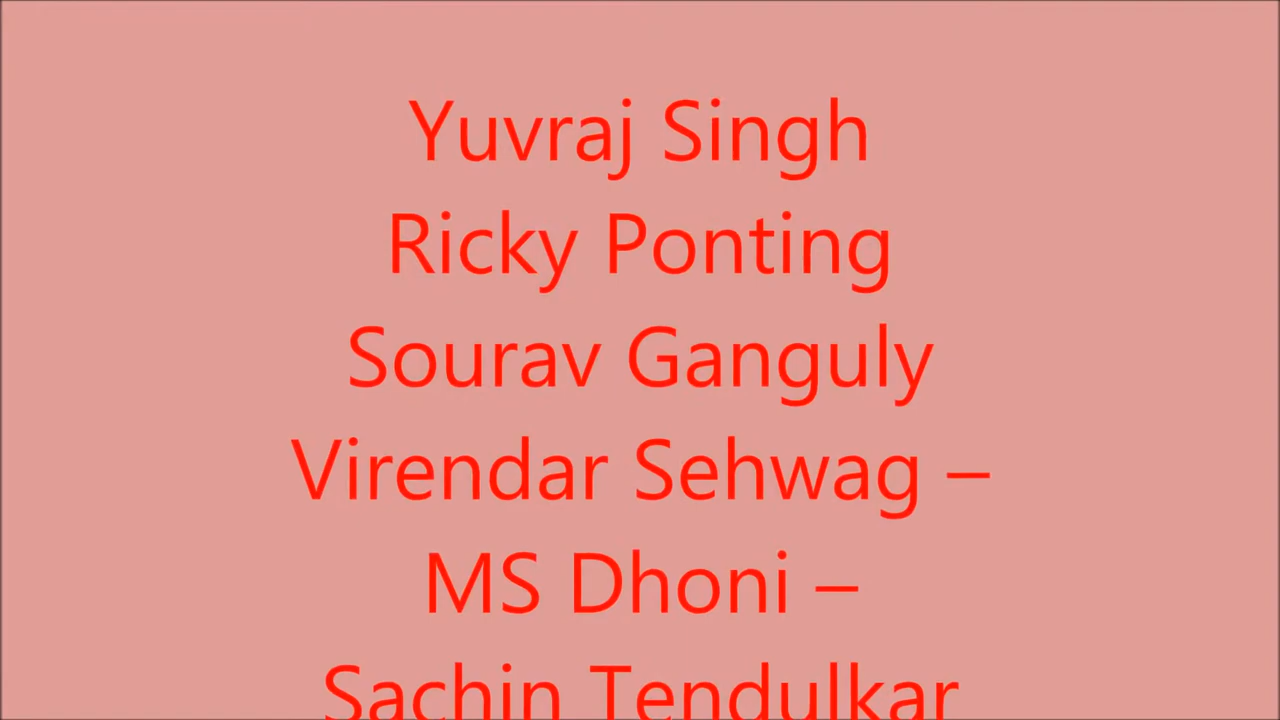 Yuvraj Singh
Ricky Ponting
Sourav Ganguly
Virendar Sehwag –
MS Dhoni –
Sachin Tendulkar